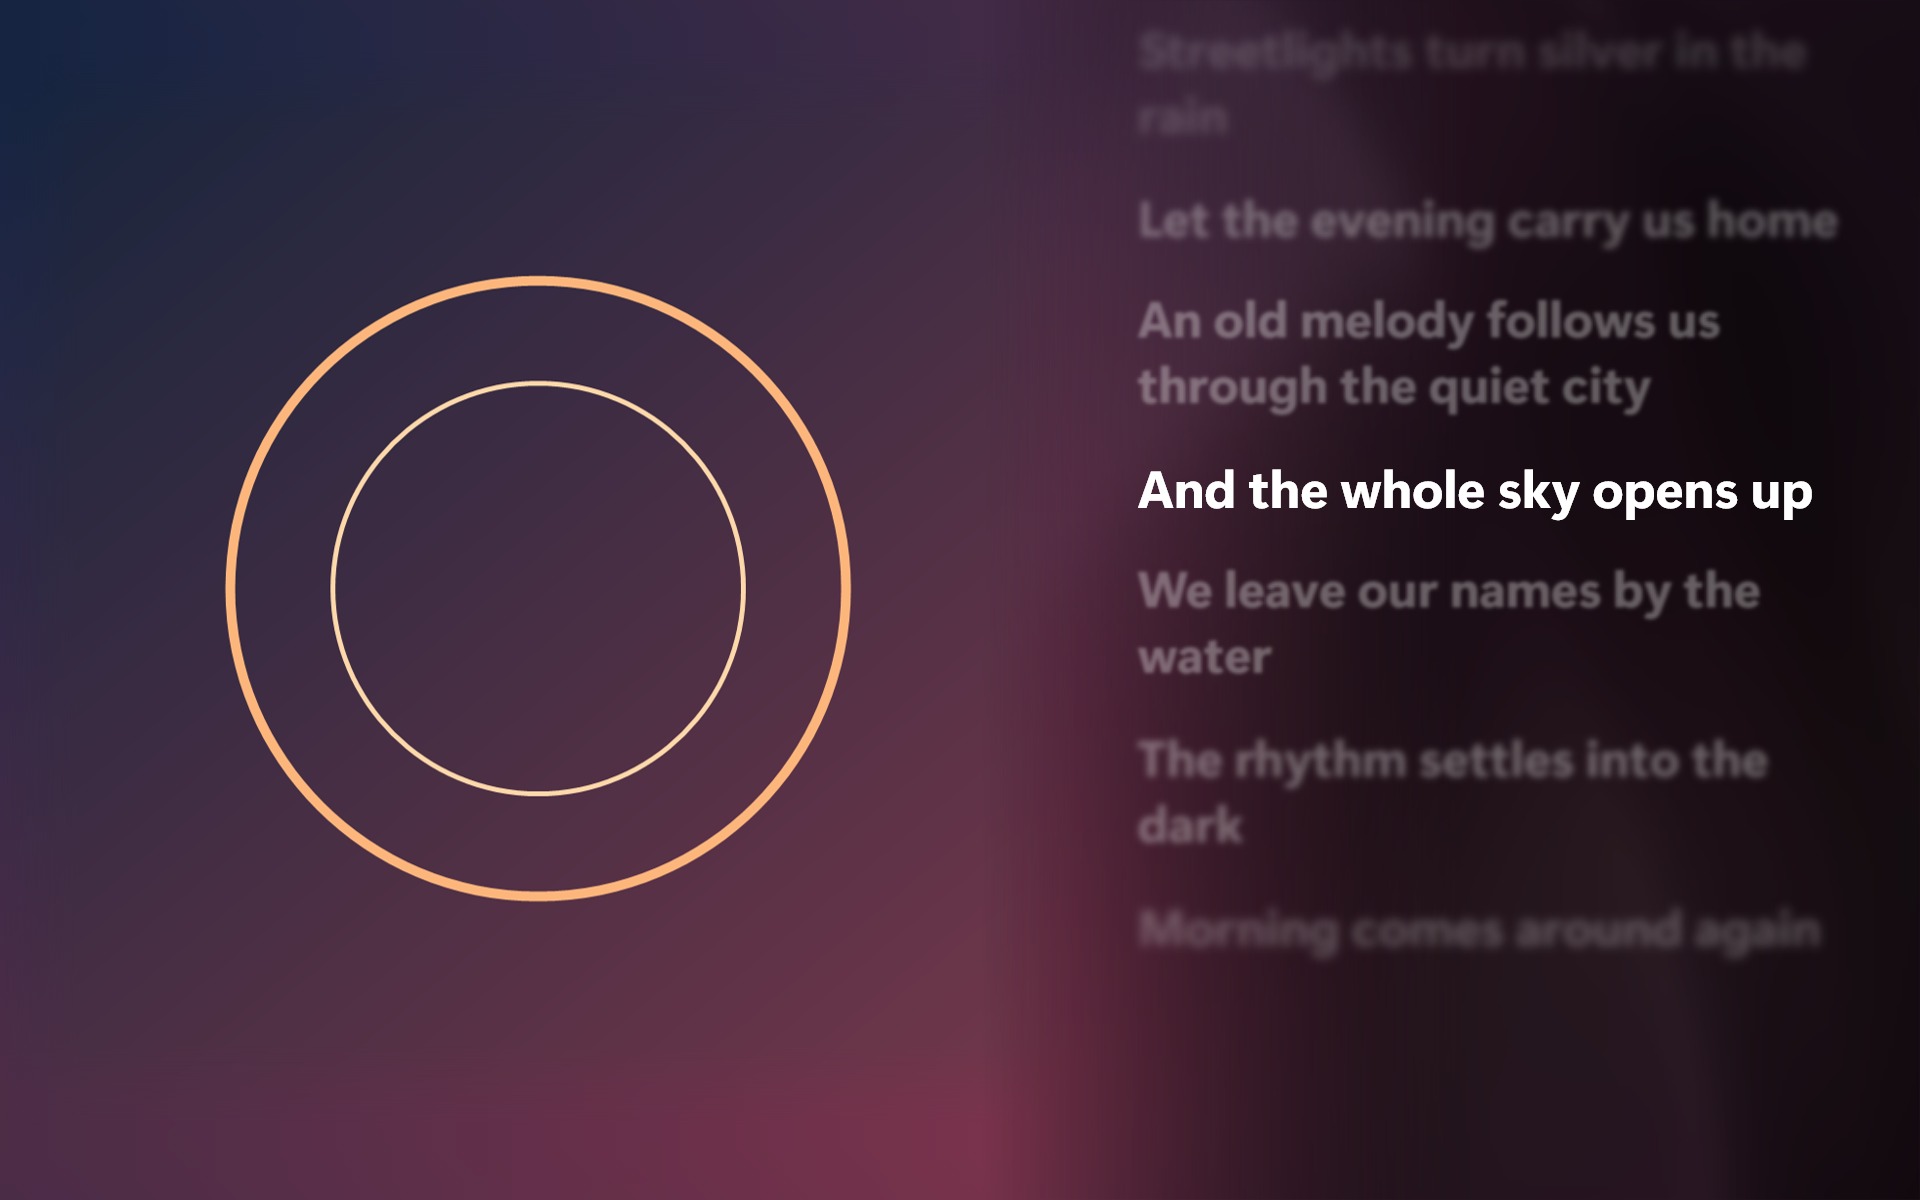 Streetlights turn silver in the
rain
Let the evening carry us home
An old melody follows us
through the quiet city
And the whole sky opens up
We leave our names by the
water
The rhythm settles into the
dark
Morning comes around again